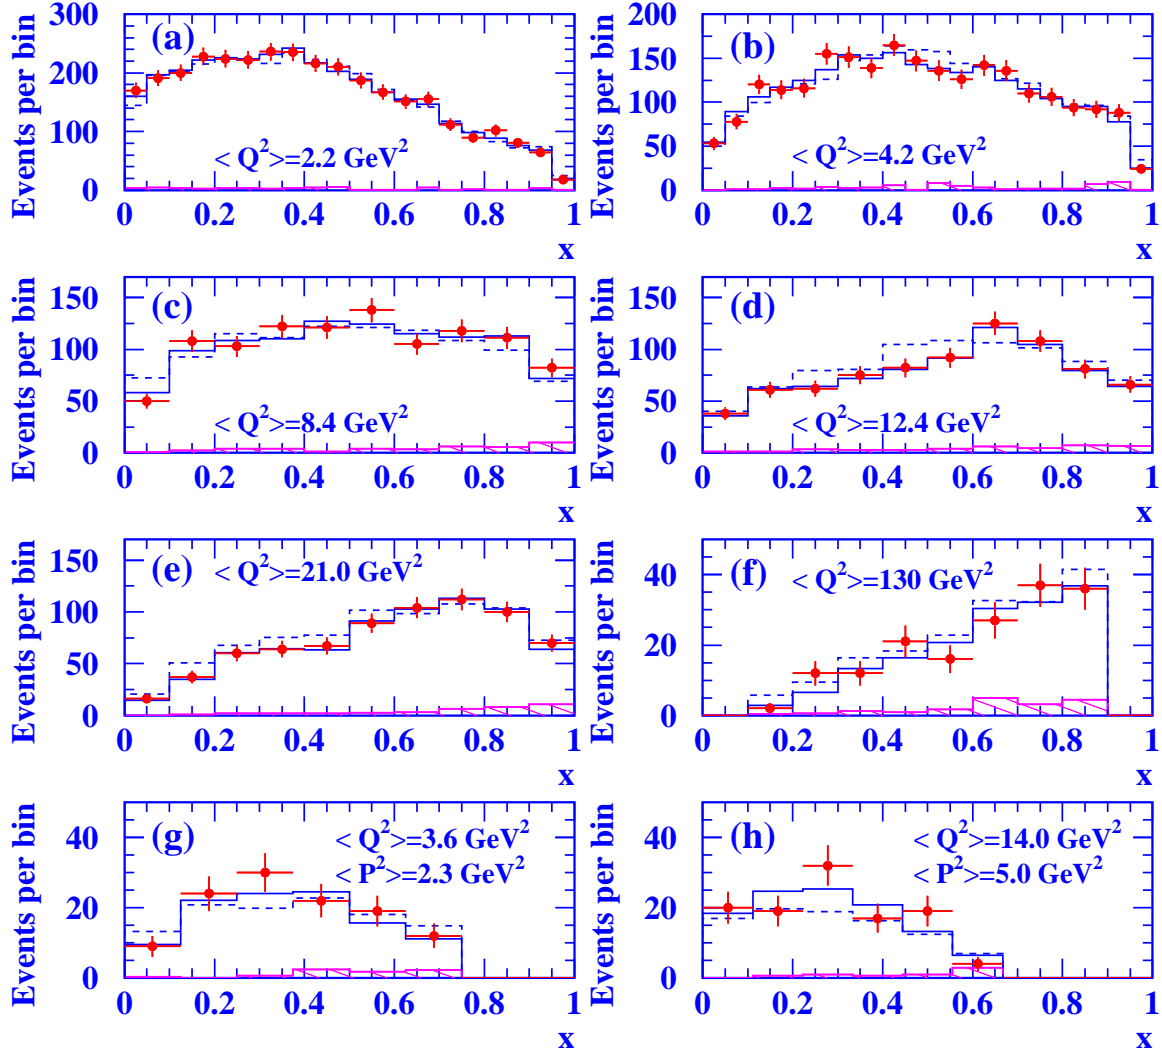 Events per bin
300
200
100
0
(a)
< Q²>=2.2 GeV²
0 0.2 0.4 0.6 0.8 1
x
Events per bin
200
150
100
50
0
(b)
< Q²>=4.2 GeV²
0 0.2 0.4 0.6 0.8 1
x
Events per bin
150
100
50
0
(c)
< Q²>=8.4 GeV²
0 0.2 0.4 0.6 0.8 1
x
Events per bin
150
100
50
0
(d)
< Q²>=12.4 GeV²
0 0.2 0.4 0.6 0.8 1
x
Events per bin
150
100
50
0
(e)
< Q²>=21.0 GeV²
0 0.2 0.4 0.6 0.8 1
x
Events per bin
40
20
0
(f)
< Q²>=130 GeV²
0 0.2 0.4 0.6 0.8 1
x
Events per bin
40
20
0
(g)
< Q²>=3.6 GeV²
< P²>=2.3 GeV²
0 0.2 0.4 0.6 0.8 1
x
Events per bin
40
20
0
(h)
< Q²>=14.0 GeV²
< P²>=5.0 GeV²
0 0.2 0.4 0.6 0.8 1
x